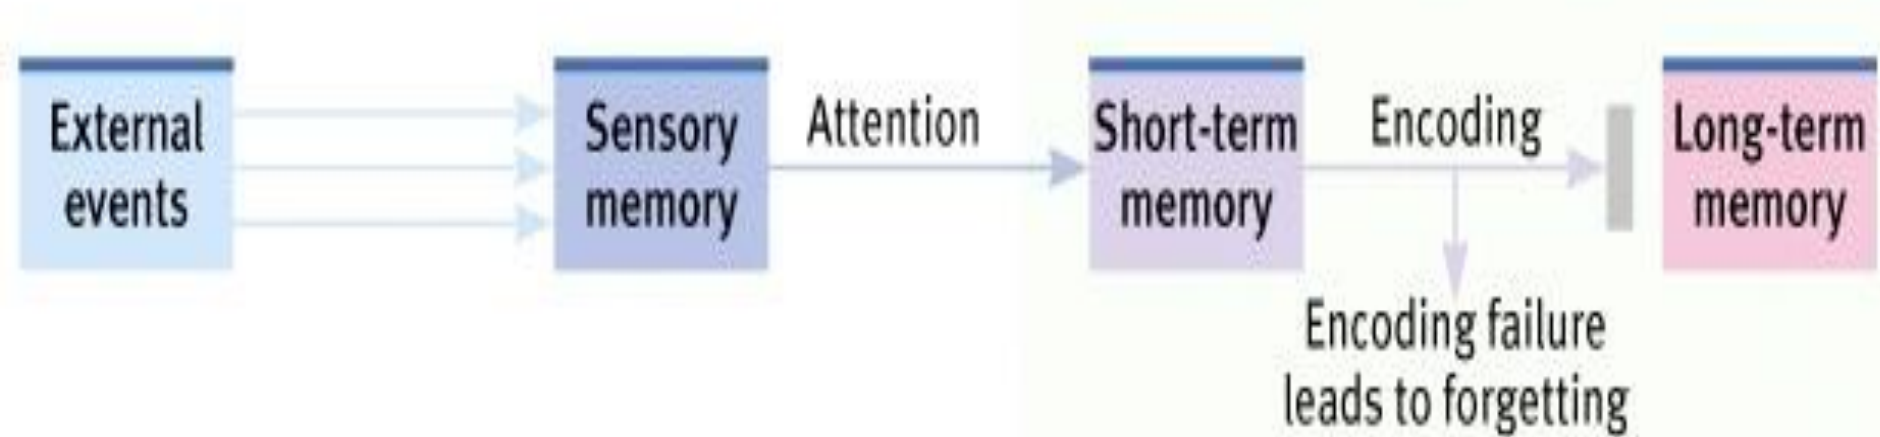 External
events
Sensory
memory
Attention
Short-term
memory
Encoding
Long-term
memory
Encoding failure
leads to forgetting